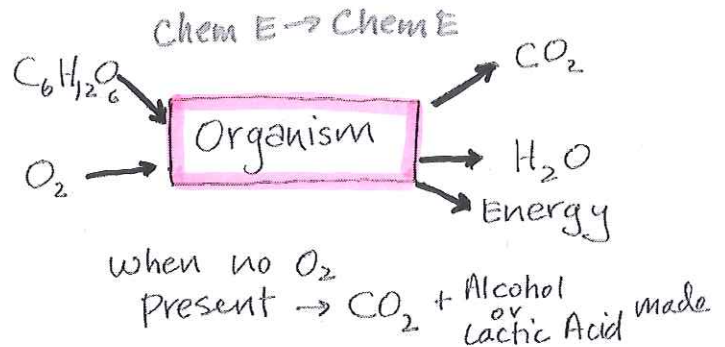 Chem E → Chem E
C₆H₁₂O₆
CO₂
Organism
O₂
H₂O
Energy
when no O₂
present → CO₂ + Alcohol
or
Lactic Acid made